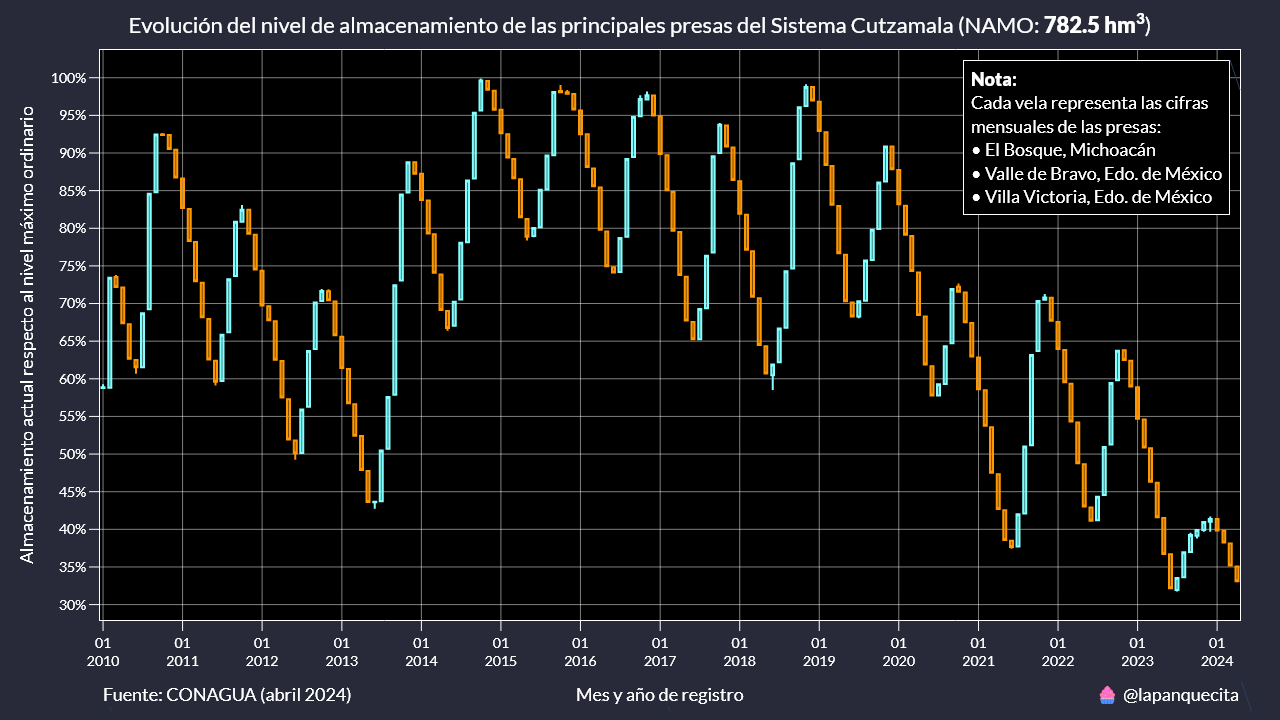 Evolución del nivel de almacenamiento de las principales presas del Sistema Cutzamala (NAMO: 782.5 hm³)
Nota:
Cada vela representa las cifras
mensuales de las presas:
• El Bosque, Michoacán
• Valle de Bravo, Edo. de México
• Villa Victoria, Edo. de México
Almacenamiento actual respecto al nivel máximo ordinario
100%
95%
90%
85%
80%
75%
70%
65%
60%
55%
50%
45%
40%
35%
30%
01 01 01 01 01 01 01 01 01 01 01 01 01 01 01
2010 2011 2012 2013 2014 2015 2016 2017 2018 2019 2020 2021 2022 2023 2024
Fuente: CONAGUA (abril 2024) Mes y año de registro 🧁 @lapanquecita